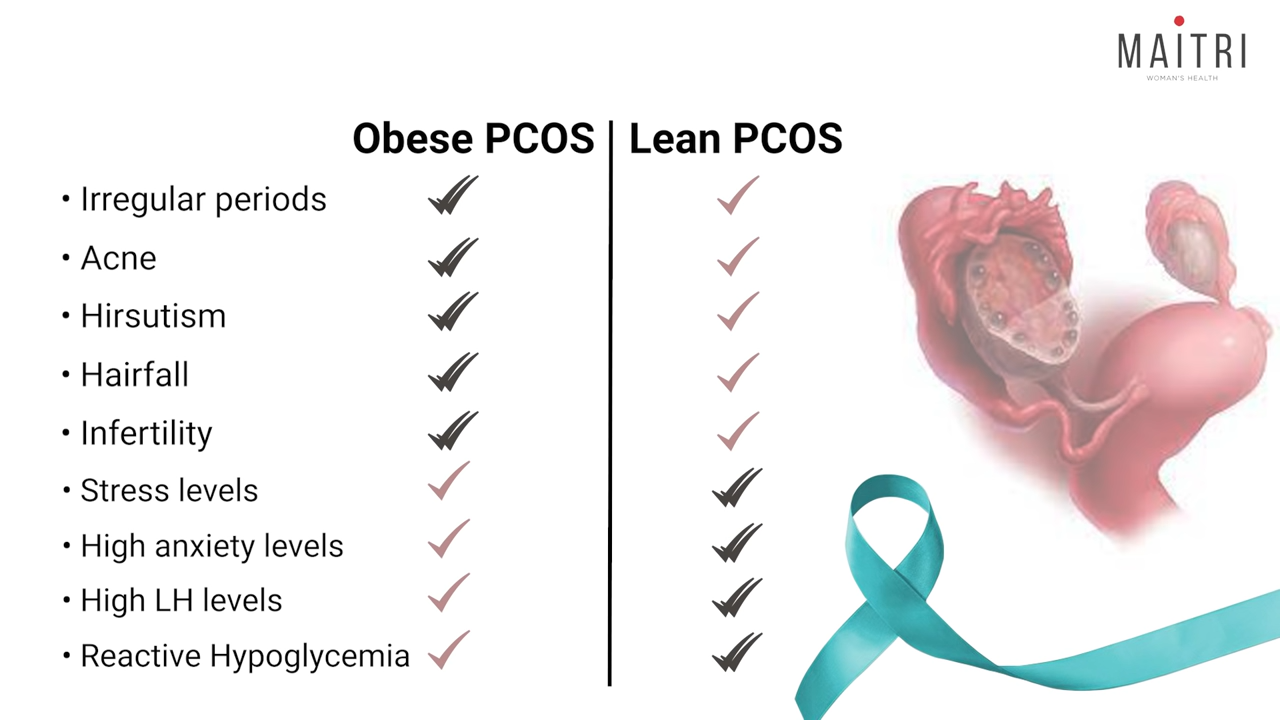 MAITRI
WOMAN'S HEALTH
Obese PCOS
Lean PCOS
• Irregular periods
• Acne
• Hirsutism
• Hairfall
• Infertility
• Stress levels
• High anxiety levels
• High LH levels
• Reactive Hypoglycemia